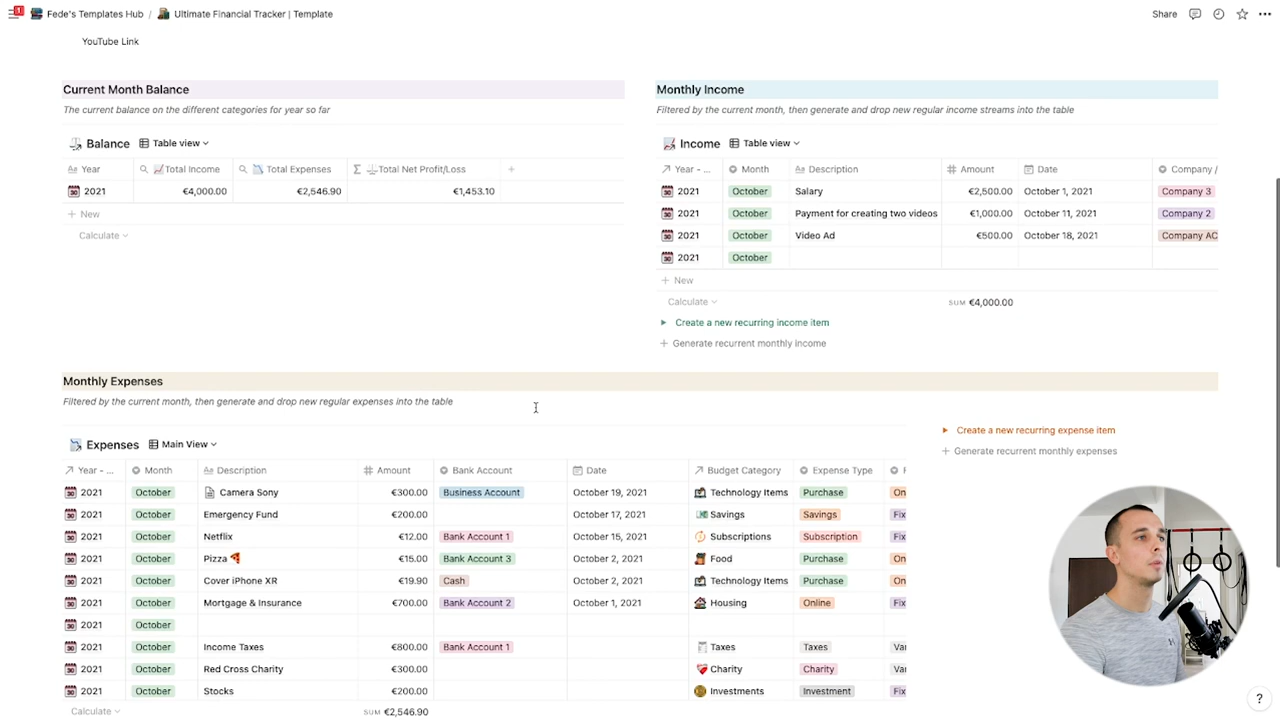 1
Fede's Templates Hub / Ultimate Financial Tracker | Template
Share
YouTube Link
Current Month Balance
The current balance on the different categories for year so far
Balance Table view
Year Total Income Total Expenses Total Net Profit/Loss +
2021 €4,000.00 €2,546.90 €1,453.10
+ New
Calculate
Monthly Income
Filtered by the current month, then generate and drop new regular income streams into the table
Income Table view
Year - ... Month Description Amount Date Company /
2021 October Salary €2,500.00 October 1, 2021 Company 3
2021 October Payment for creating two videos €1,000.00 October 11, 2021 Company 2
2021 October Video Ad €500.00 October 18, 2021 Company AC
2021 October
+ New
Calculate SUM €4,000.00
Create a new recurring income item
+ Generate recurrent monthly income
Monthly Expenses
Filtered by the current month, then generate and drop new regular expenses into the table
Expenses Main View
Year - ... Month Description Amount Bank Account Date Budget Category Expense Type
2021 October Camera Sony €300.00 Business Account October 19, 2021 Technology Items Purchase On
2021 October Emergency Fund €200.00 October 17, 2021 Savings Savings Fix
2021 October Netflix €12.00 Bank Account 1 October 15, 2021 Subscriptions Subscription Fix
2021 October Pizza €15.00 Bank Account 3 October 2, 2021 Food Purchase On
2021 October Cover iPhone XR €19.90 Cash October 2, 2021 Technology Items Purchase On
2021 October Mortgage & Insurance €700.00 Bank Account 2 October 1, 2021 Housing Online Fix
2021 October
2021 October Income Taxes €800.00 Bank Account 1 Taxes Taxes Var
2021 October Red Cross Charity €300.00 Charity Charity Var
2021 October Stocks €200.00 Investments Investment Fix
Calculate SUM €2,546.90
Create a new recurring expense item
+ Generate recurrent monthly expenses
?